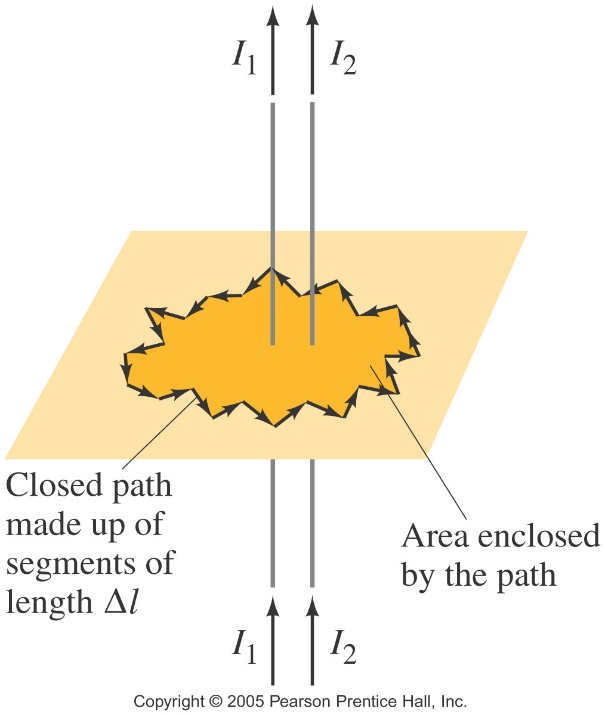 I₁ I₂
Closed path
made up of
segments of
length Δl
Area enclosed
by the path
I₁ I₂
Copyright © 2005 Pearson Prentice Hall, Inc.